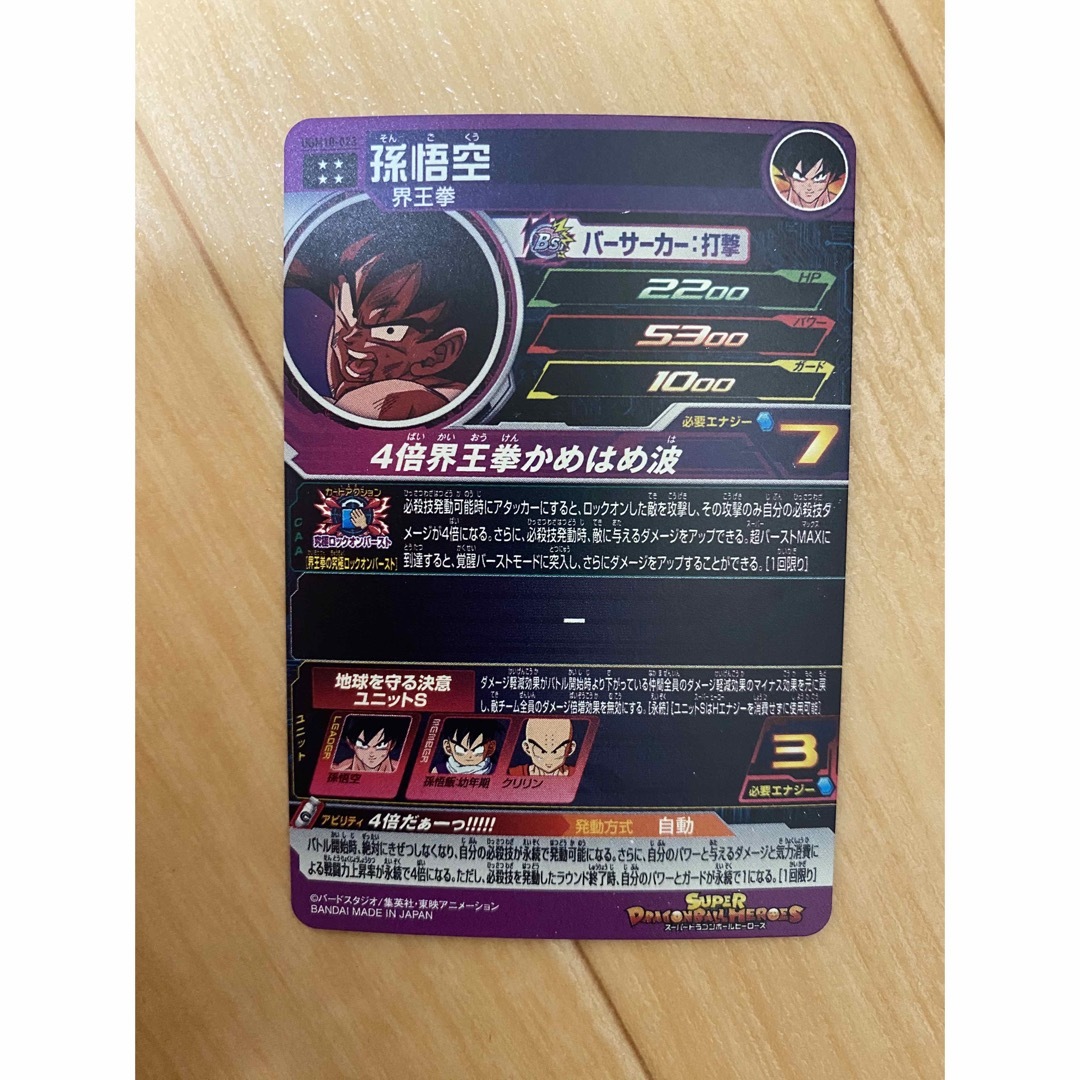 UGM10-023
孫悟空
界王拳
BS
バーサーカー:打撃
HP
2200
パワー
5300
ガード
1000
必要エナジー
7
4倍界王拳かめはめ波
CAA
カードアクション
究極ロックオンバースト
[界王拳の究極ロックオンバースト]
必殺技発動可能時にアタッカーにすると、ロックオンした敵を攻撃し、その攻撃のみ自分の必殺技ダ
メージが4倍になる。さらに、必殺技発動時、敵に与えるダメージをアップできる。超バーストMAXに
到達すると、覚醒バーストモードに突入し、さらにダメージをアップすることができる。[1回限り]
ー
ユニット
地球を守る決意
ユニットS
ダメージ軽減効果がバトル開始時より下がっている仲間全員のダメージ軽減効果のマイナス効果を元に戻
し、敵チーム全員のダメージ倍増効果を無効にする。[永続][ユニットSはHエナジーを消費せずに使用可能]
LEADER
孫悟空
MEMBER
孫悟飯:幼年期
クリリン
3
必要エナジー
アビリティ 4倍だぁーっ!!!!!
発動方式 自動
バトル開始時、絶対にきぜつしなくなり、自分の必殺技が永続で発動可能になる。さらに、自分のパワーと与えるダメージと気力消費に
よる戦闘力上昇率が永続で4倍になる。ただし、必殺技を発動したラウンド終了時、自分のパワーとガードが永続で1になる。[1回限り]
©バードスタジオ/集英社・東映アニメーション
BANDAI MADE IN JAPAN
SUPER
DRAGONBALL HEROES
スーパードラゴンボールヒーローズ